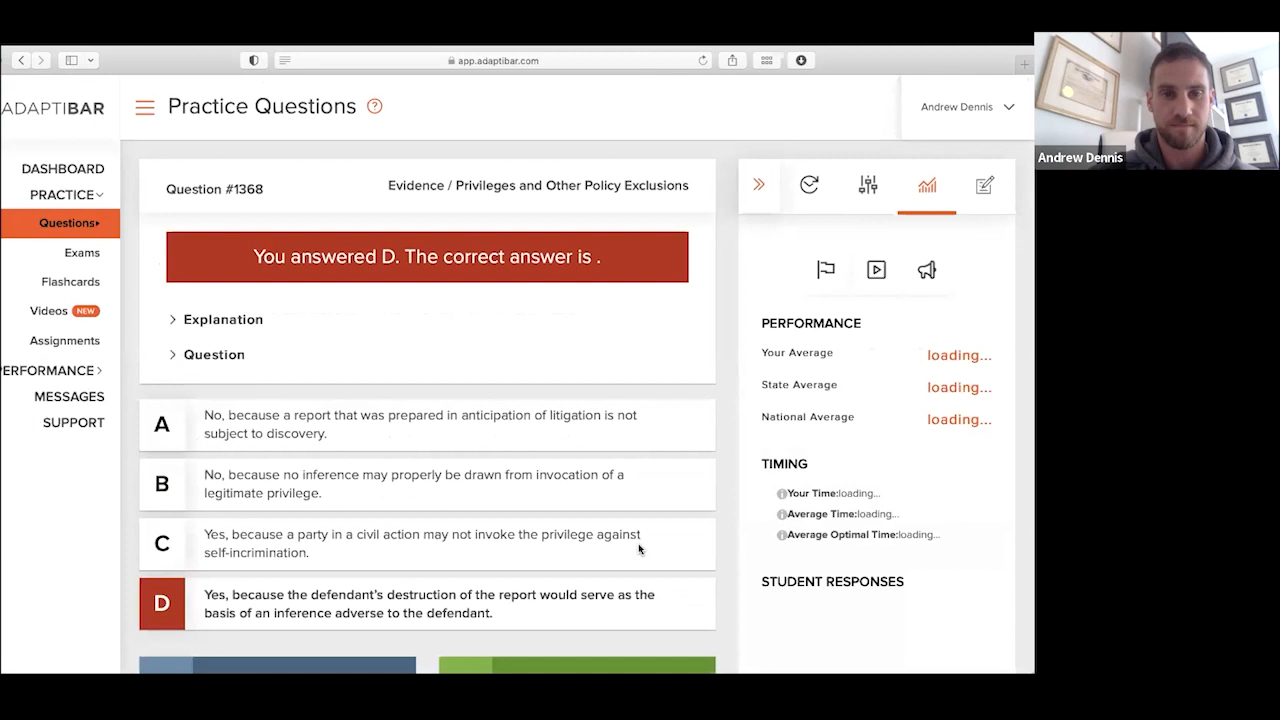 app.adaptibar.com
ADAPTIBAR
Practice Questions ?
Andrew Dennis
Andrew Dennis
DASHBOARD
PRACTICE
Questions
Exams
Flashcards
Videos NEW
Assignments
PERFORMANCE
MESSAGES
SUPPORT
Question #1368
Evidence / Privileges and Other Policy Exclusions
You answered D. The correct answer is .
Explanation
Question
A
No, because a report that was prepared in anticipation of litigation is not
subject to discovery.
B
No, because no inference may properly be drawn from invocation of a
legitimate privilege.
C
Yes, because a party in a civil action may not invoke the privilege against
self-incrimination.
D
Yes, because the defendant's destruction of the report would serve as the
basis of an inference adverse to the defendant.
PERFORMANCE
Your Average loading...
State Average loading...
National Average loading...
TIMING
Your Time:loading...
Average Time:loading...
Average Optimal Time:loading...
STUDENT RESPONSES